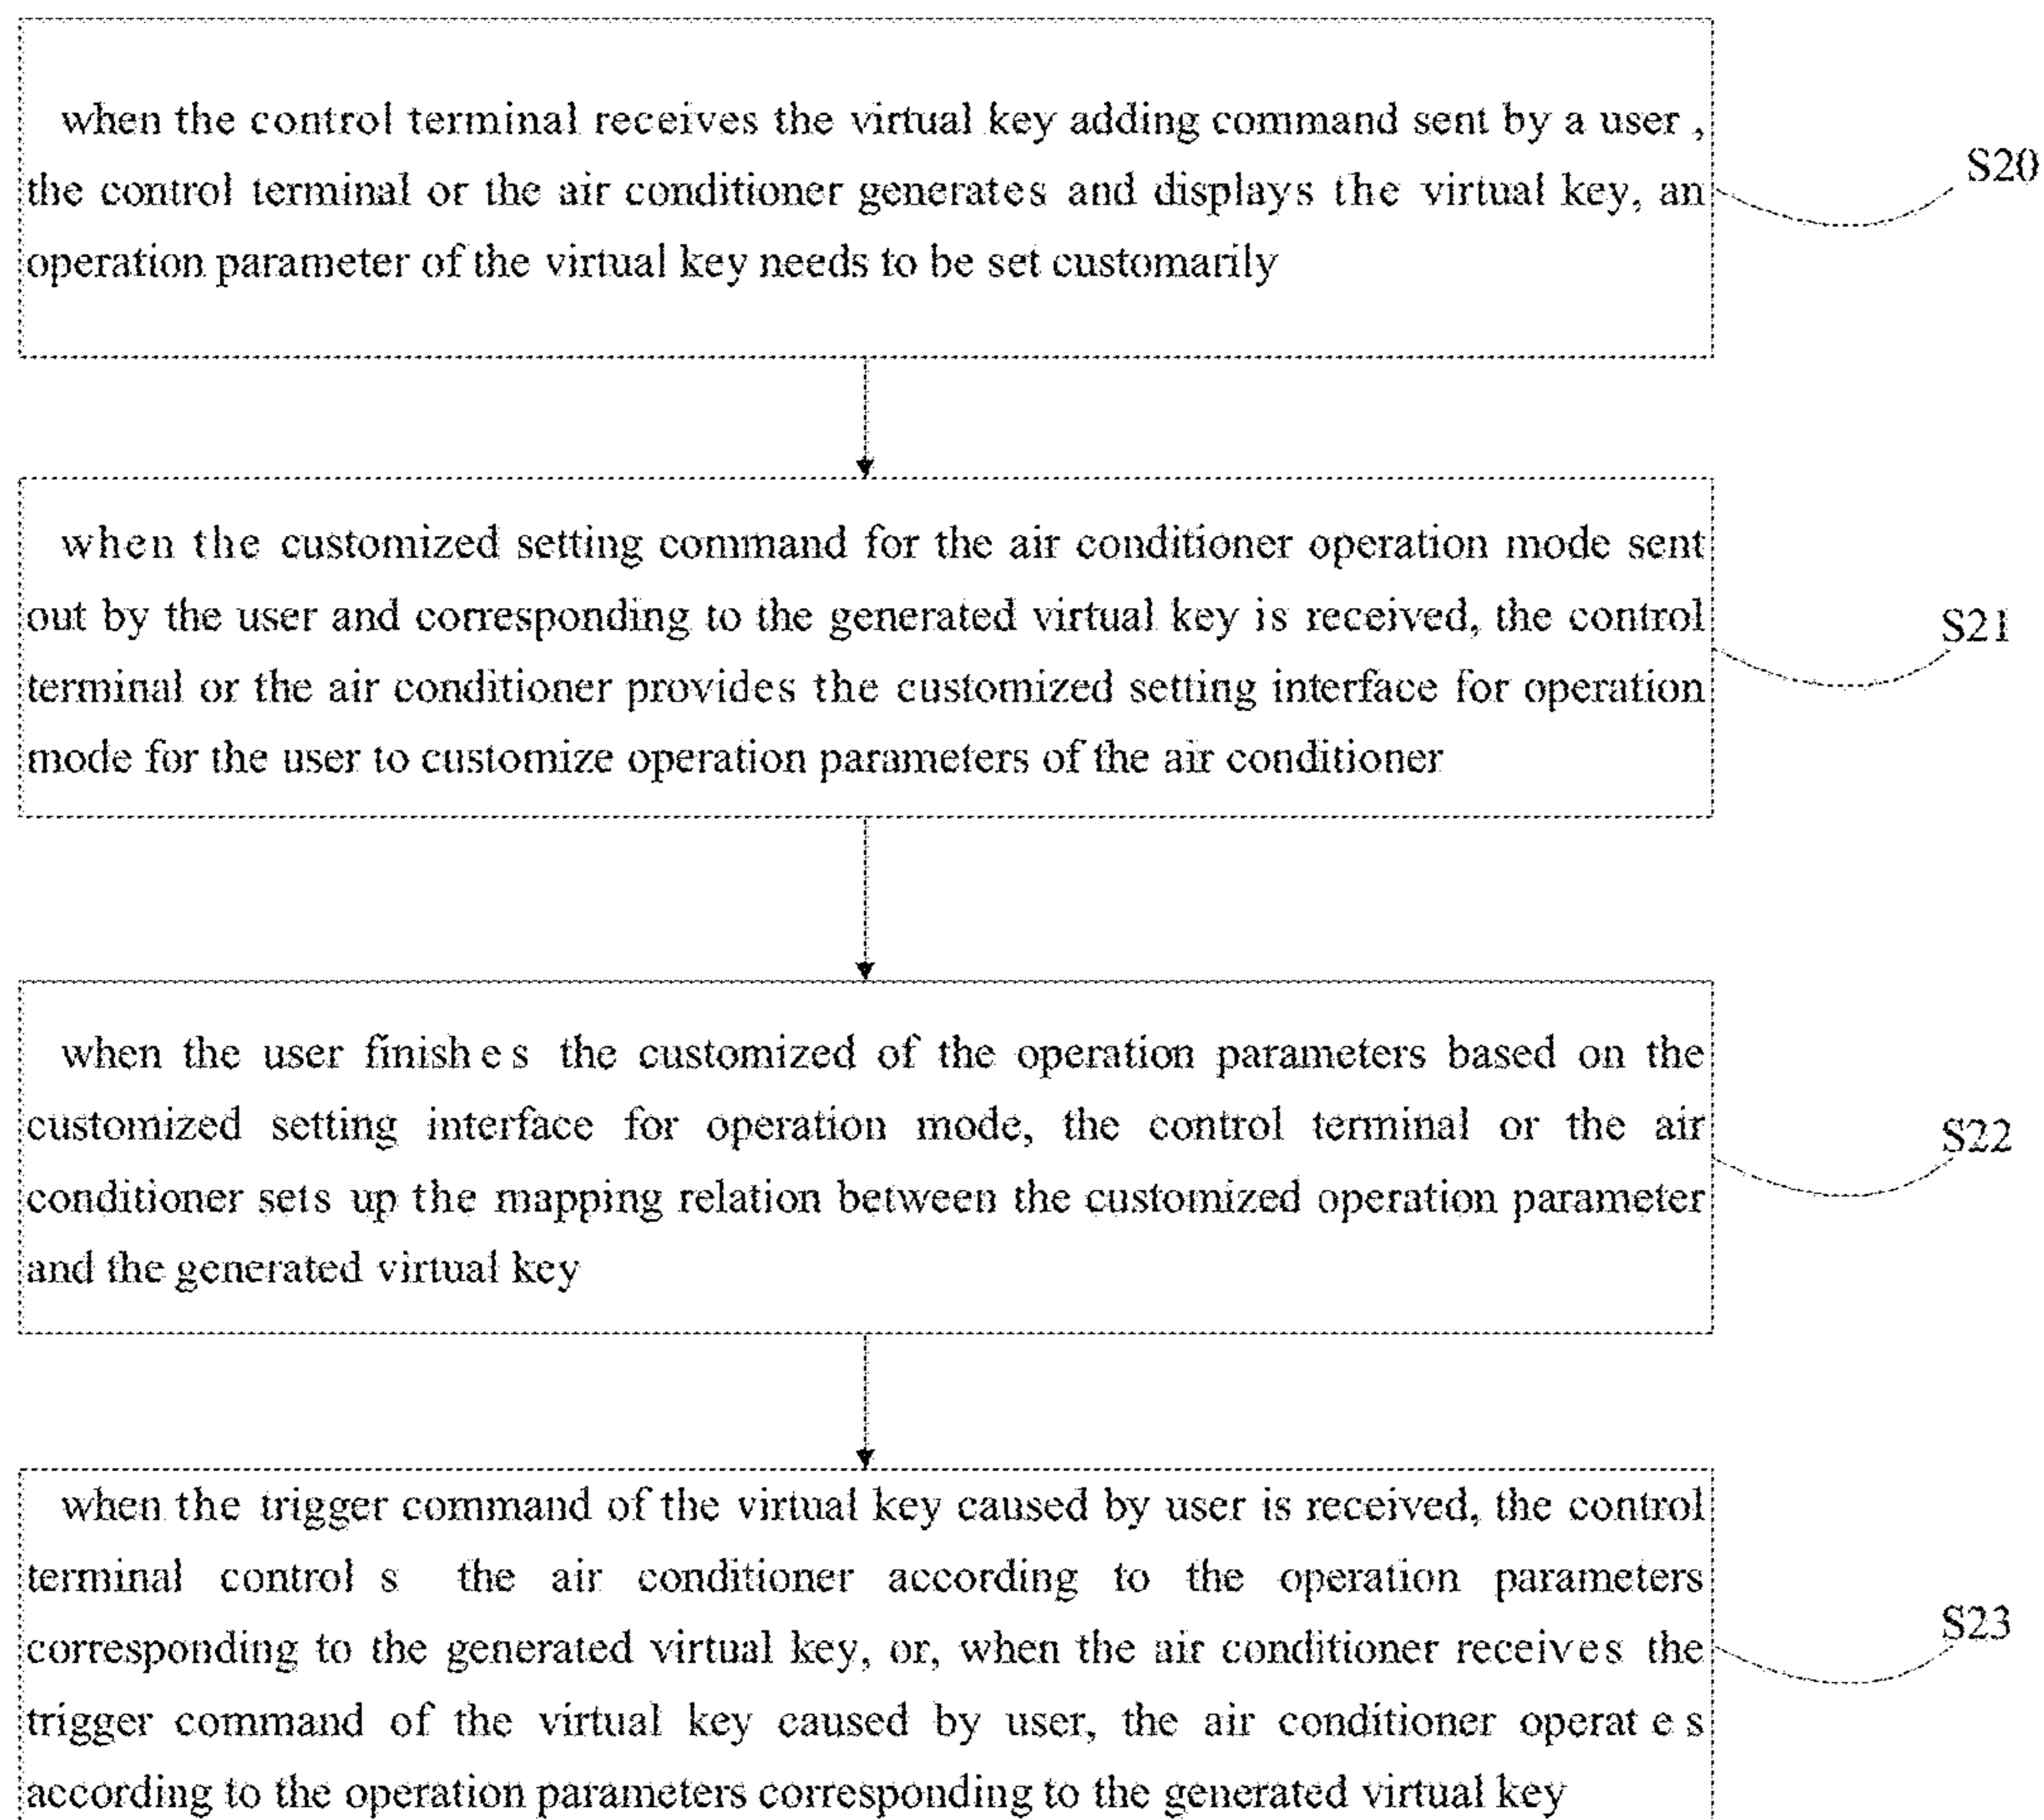 when the control terminal receives the virtual key adding command sent by a user ,
the control terminal or the air conditioner generates and displays the virtual key, an
operation parameter of the virtual key needs to be set customarily
S20
when the customized setting command for the air conditioner operation mode sent
out by the user and corresponding to the generated virtual key is received, the control
terminal or the air conditioner provides the customized setting interface for operation
mode for the user to customize operation parameters of the air conditioner
S21
when the user finish e s the customized of the operation parameters based on the
customized setting interface for operation mode, the control terminal or the air
conditioner sets up the mapping relation between the customized operation parameter
and the generated virtual key
S22
when the trigger command of the virtual key caused by user is received, the control
terminal control s the air conditioner according to the operation parameters
corresponding to the generated virtual key, or, when the air conditioner receives the
trigger command of the virtual key caused by user, the air conditioner operat e s
according to the operation parameters corresponding to the generated virtual key
S23